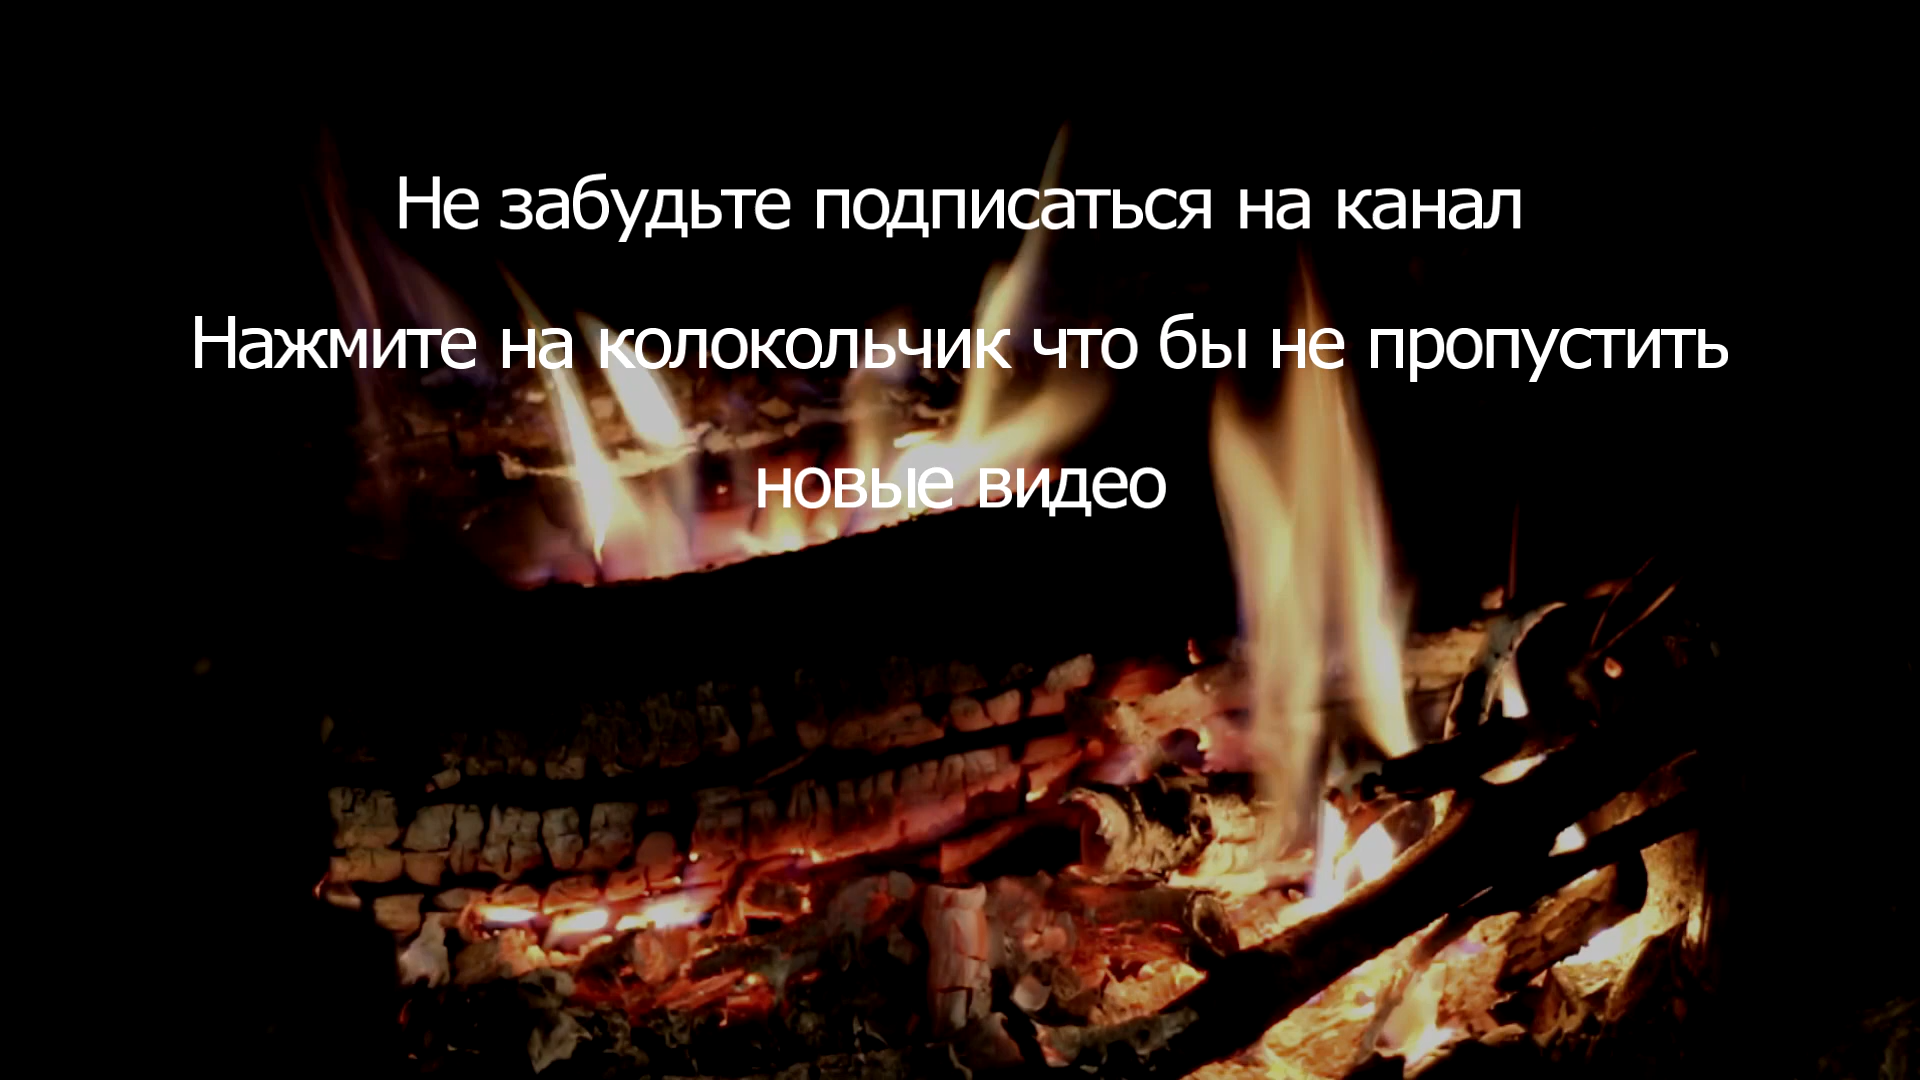 Не забудьте подписаться на канал
Нажмите на колокольчик что бы не пропустить
новые видео